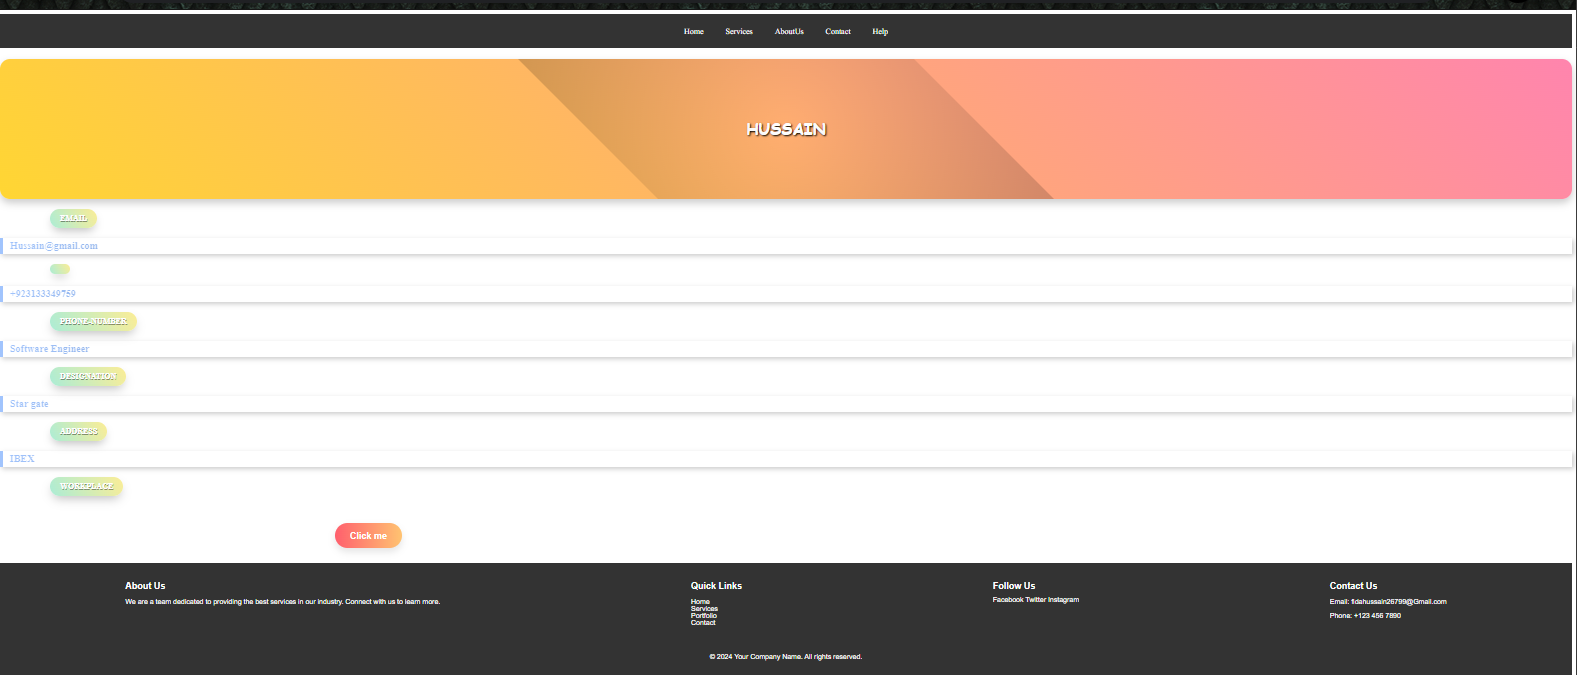 Home Services AboutUs Contact Help
HUSSAIN
EMAIL
Hussain@gmail.com
+923133349759
PHONE-NUMBER
Software Engineer
DESIGNATION
Star gate
ADDRESS
IBEX
WORKPLACE
Click me
About Us
We are a team dedicated to providing the best services in our industry. Connect with us to learn more.
Quick Links
Home
Services
Portfolio
Contact
Follow Us
Facebook Twitter Instagram
Contact Us
Email: fidahussain26799@Gmail.com
Phone: +123 456 7890
© 2024 Your Company Name. All rights reserved.